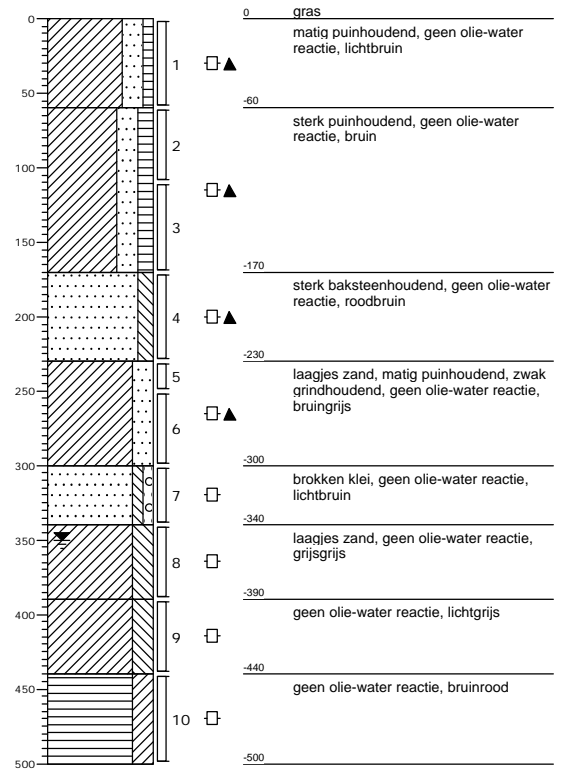 0
50
100
150
200
250
300
350
400
450
500
1
2
3
4
5
6
7
8
9
10
0
gras
matig puinhoudend, geen olie-water
reactie, lichtbruin
-60
sterk puinhoudend, geen olie-water
reactie, bruin
-170
sterk baksteenhoudend, geen olie-water
reactie, roodbruin
-230
laagjes zand, matig puinhoudend, zwak
grindhoudend, geen olie-water reactie,
bruingrijs
-300
brokken klei, geen olie-water reactie,
lichtbruin
-340
laagjes zand, geen olie-water reactie,
grijsgrijs
-390
geen olie-water reactie, lichtgrijs
-440
geen olie-water reactie, bruinrood
-500